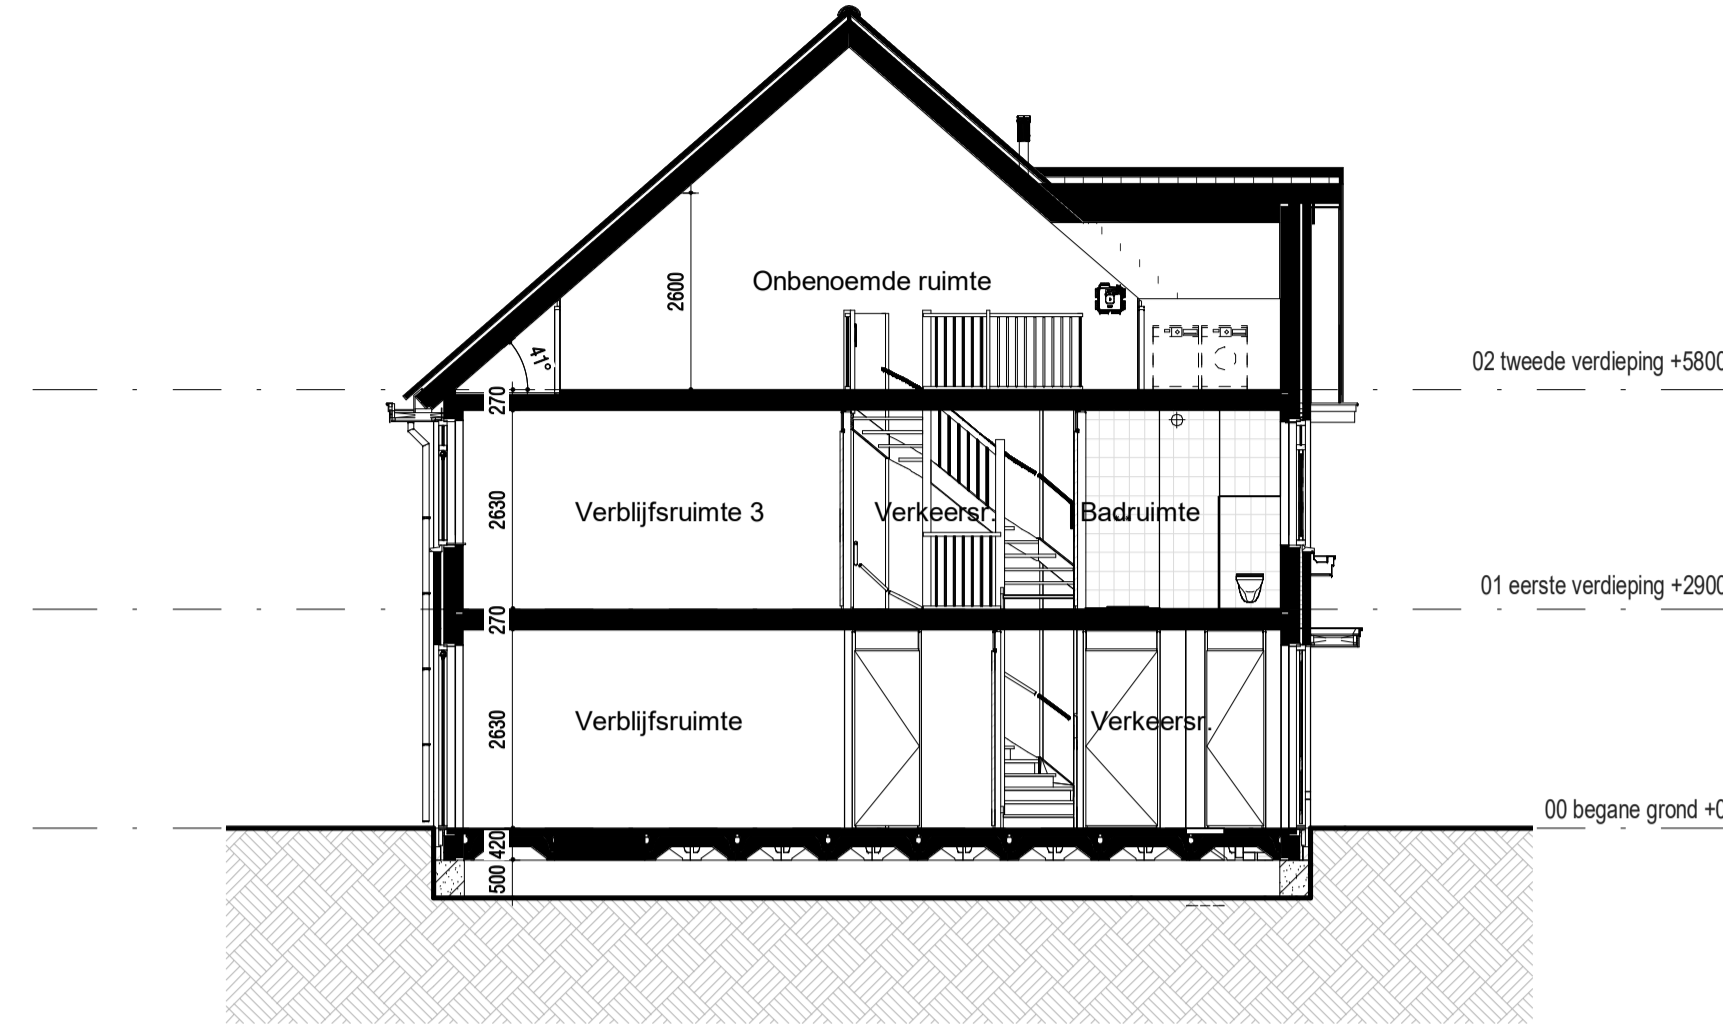 2600
Onbenoemde ruimte
41°
02 tweede verdieping +5800
270
2630
Verblijfsruimte 3
Verkeersr.
Badruimte
01 eerste verdieping +2900
270
2630
Verblijfsruimte
Verkeersr.
00 begane grond +0
420
500